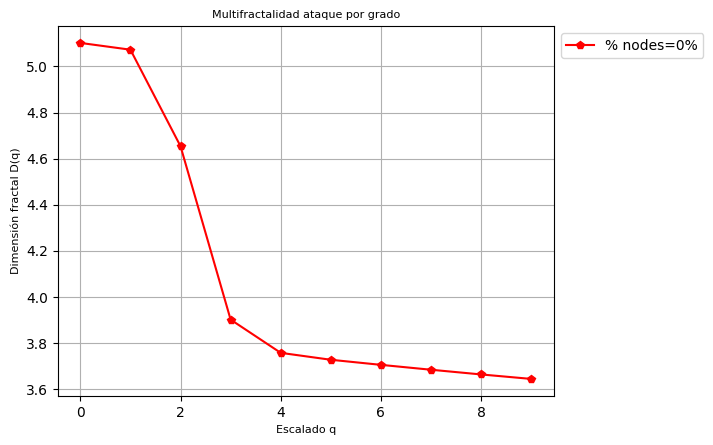 Multifractalidad ataque por grado
% nodes=0%
Dimensión fractal D(q)
5.0
4.8
4.6
4.4
4.2
4.0
3.8
3.6
0 2 4 6 8
Escalado q